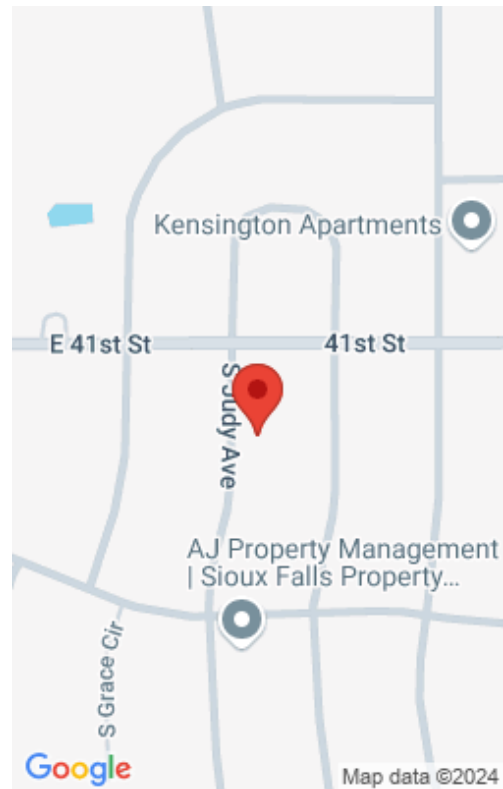 Kensington Apartments
E 41st St
41st St
S Judy Ave
AJ Property Management
| Sioux Falls Property...
S Grace Cir
Google
Map data ©2024